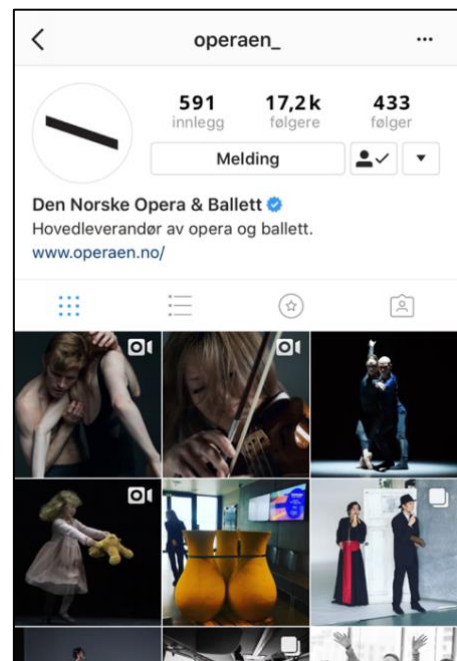 operaen_
591 17,2k 433
innlegg følgere følger
Melding
Den Norske Opera & Ballett
Hovedleverandør av opera og ballett.
www.operaen.no/